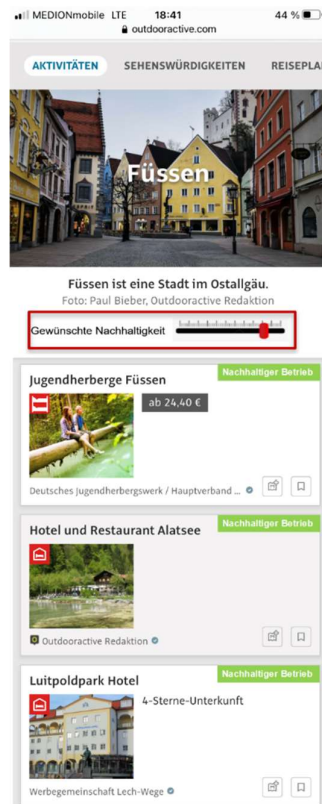 MEDIONmobile LTE 18:41 44 %
outdooractive.com
AKTIVITÄTEN SEHENSWÜRDIGKEITEN REISEPLA
Füssen
Füssen ist eine Stadt im Ostallgäu.
Foto: Paul Bieber, Outdooractive Redaktion
Gewünschte Nachhaltigkeit
Nachhaltiger Betrieb
Jugendherberge Füssen
ab 24,40 €
Deutsches Jugendherbergswerk / Hauptverband ...
Nachhaltiger Betrieb
Hotel und Restaurant Alatsee
Outdooractive Redaktion
Nachhaltiger Betrieb
Luitpoldpark Hotel
4-Sterne-Unterkunft
Werbegemeinschaft Lech-Wege